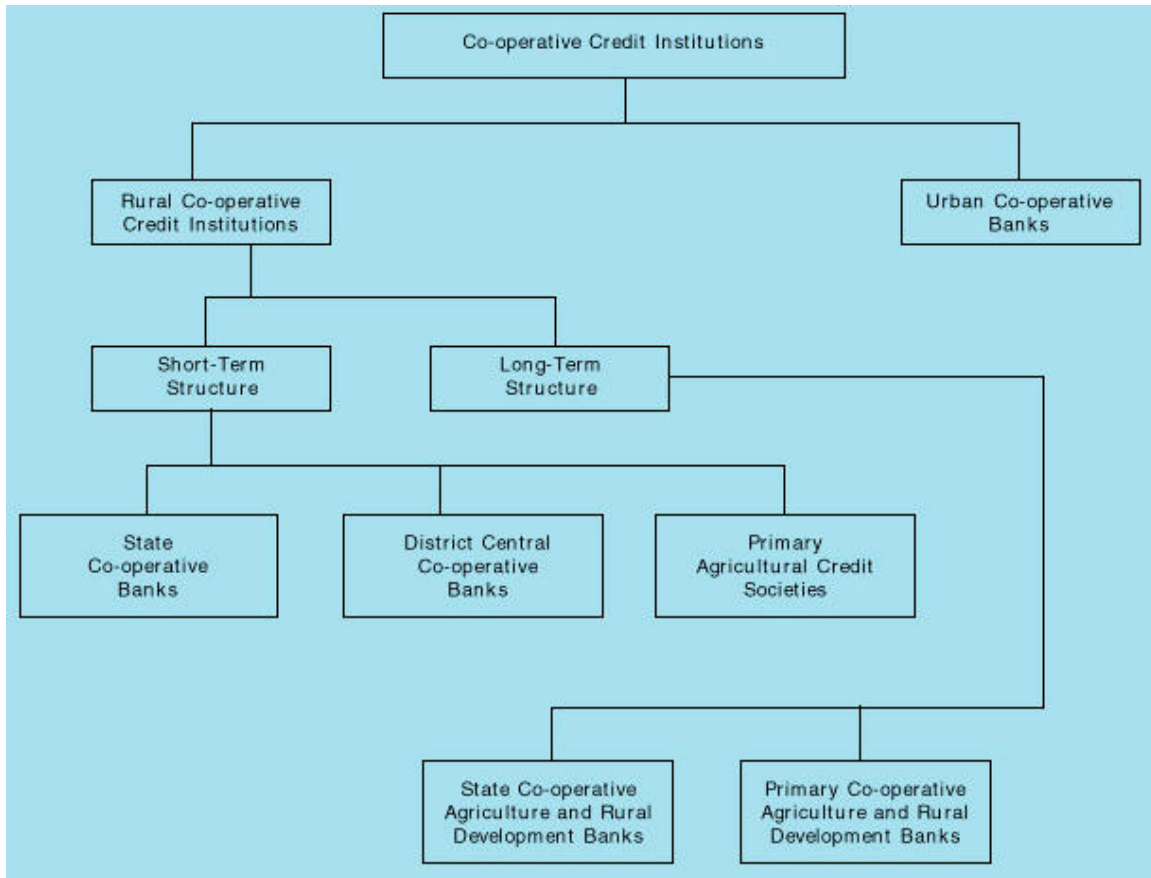 Co-operative Credit Institutions
Rural Co-operative
Credit Institutions
Urban Co-operative
Banks
Short-Term
Structure
Long-Term
Structure
State
Co-operative
Banks
District Central
Co-operative
Banks
Primary
Agricultural Credit
Societies
State Co-operative
Agriculture and Rural
Development Banks
Primary Co-operative
Agriculture and Rural
Development Banks